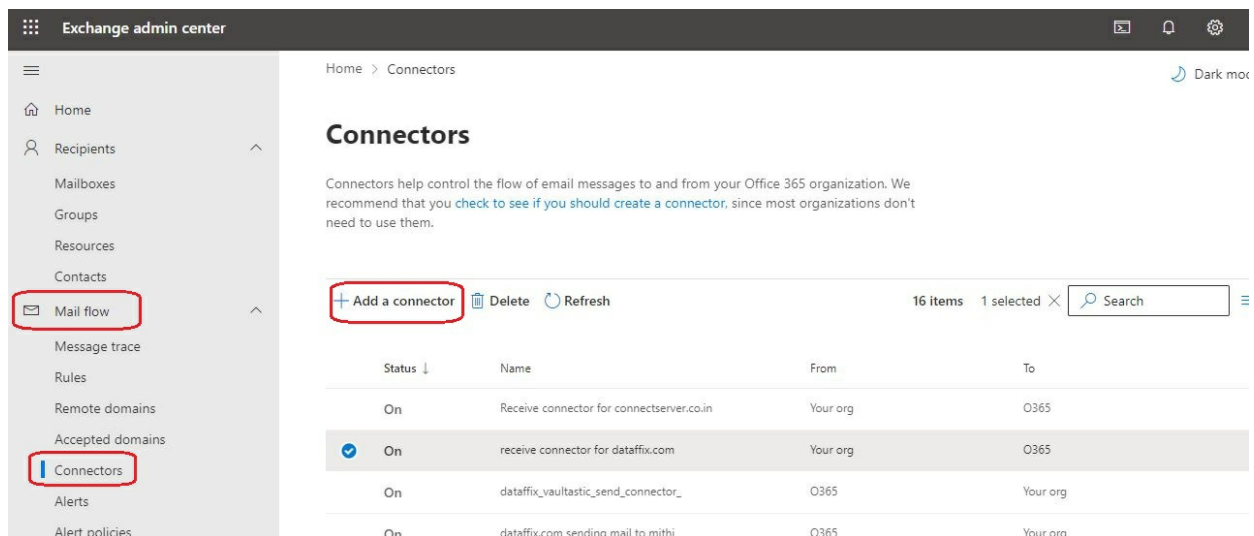 Exchange admin center
Home > Connectors
Dark mod
Home
Recipients
Mailboxes
Groups
Resources
Contacts
Mail flow
Message trace
Rules
Remote domains
Accepted domains
Connectors
Alerts
Alert policies
Connectors
Connectors help control the flow of email messages to and from your Office 365 organization. We
recommend that you check to see if you should create a connector, since most organizations don't
need to use them.
Add a connector Delete Refresh 16 items 1 selected Search
Status Name From To
On Receive connector for connectserver.co.in Your org O365
On receive connector for dataffix.com Your org O365
On dataffix_vaultastic_send_connector_ O365 Your org
On dataffix.com sending mail to mithi O365 Your org